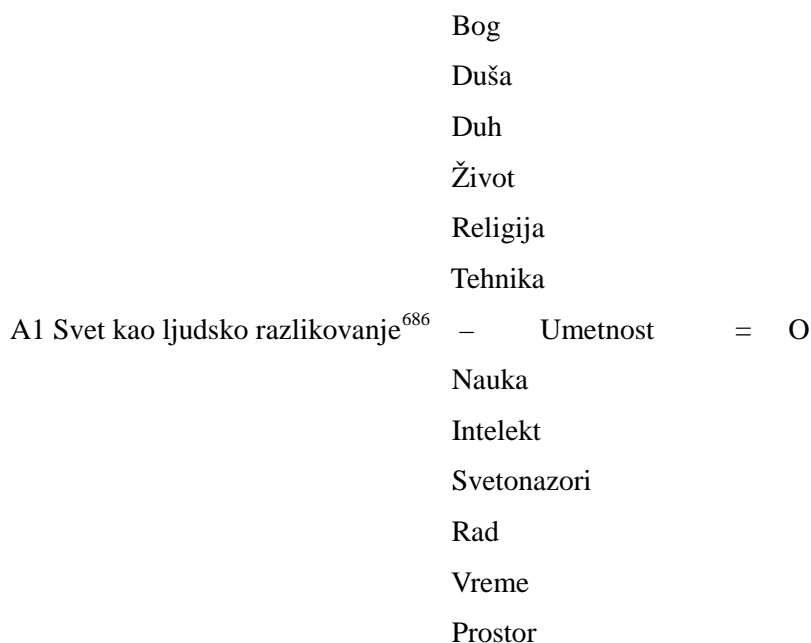 Bog
Duša
Duh
Život
Religija
Tehnika
A1 Svet kao ljudsko razlikovanje686 – Umetnost = O
Nauka
Intelekt
Svetonazori
Rad
Vreme
Prostor